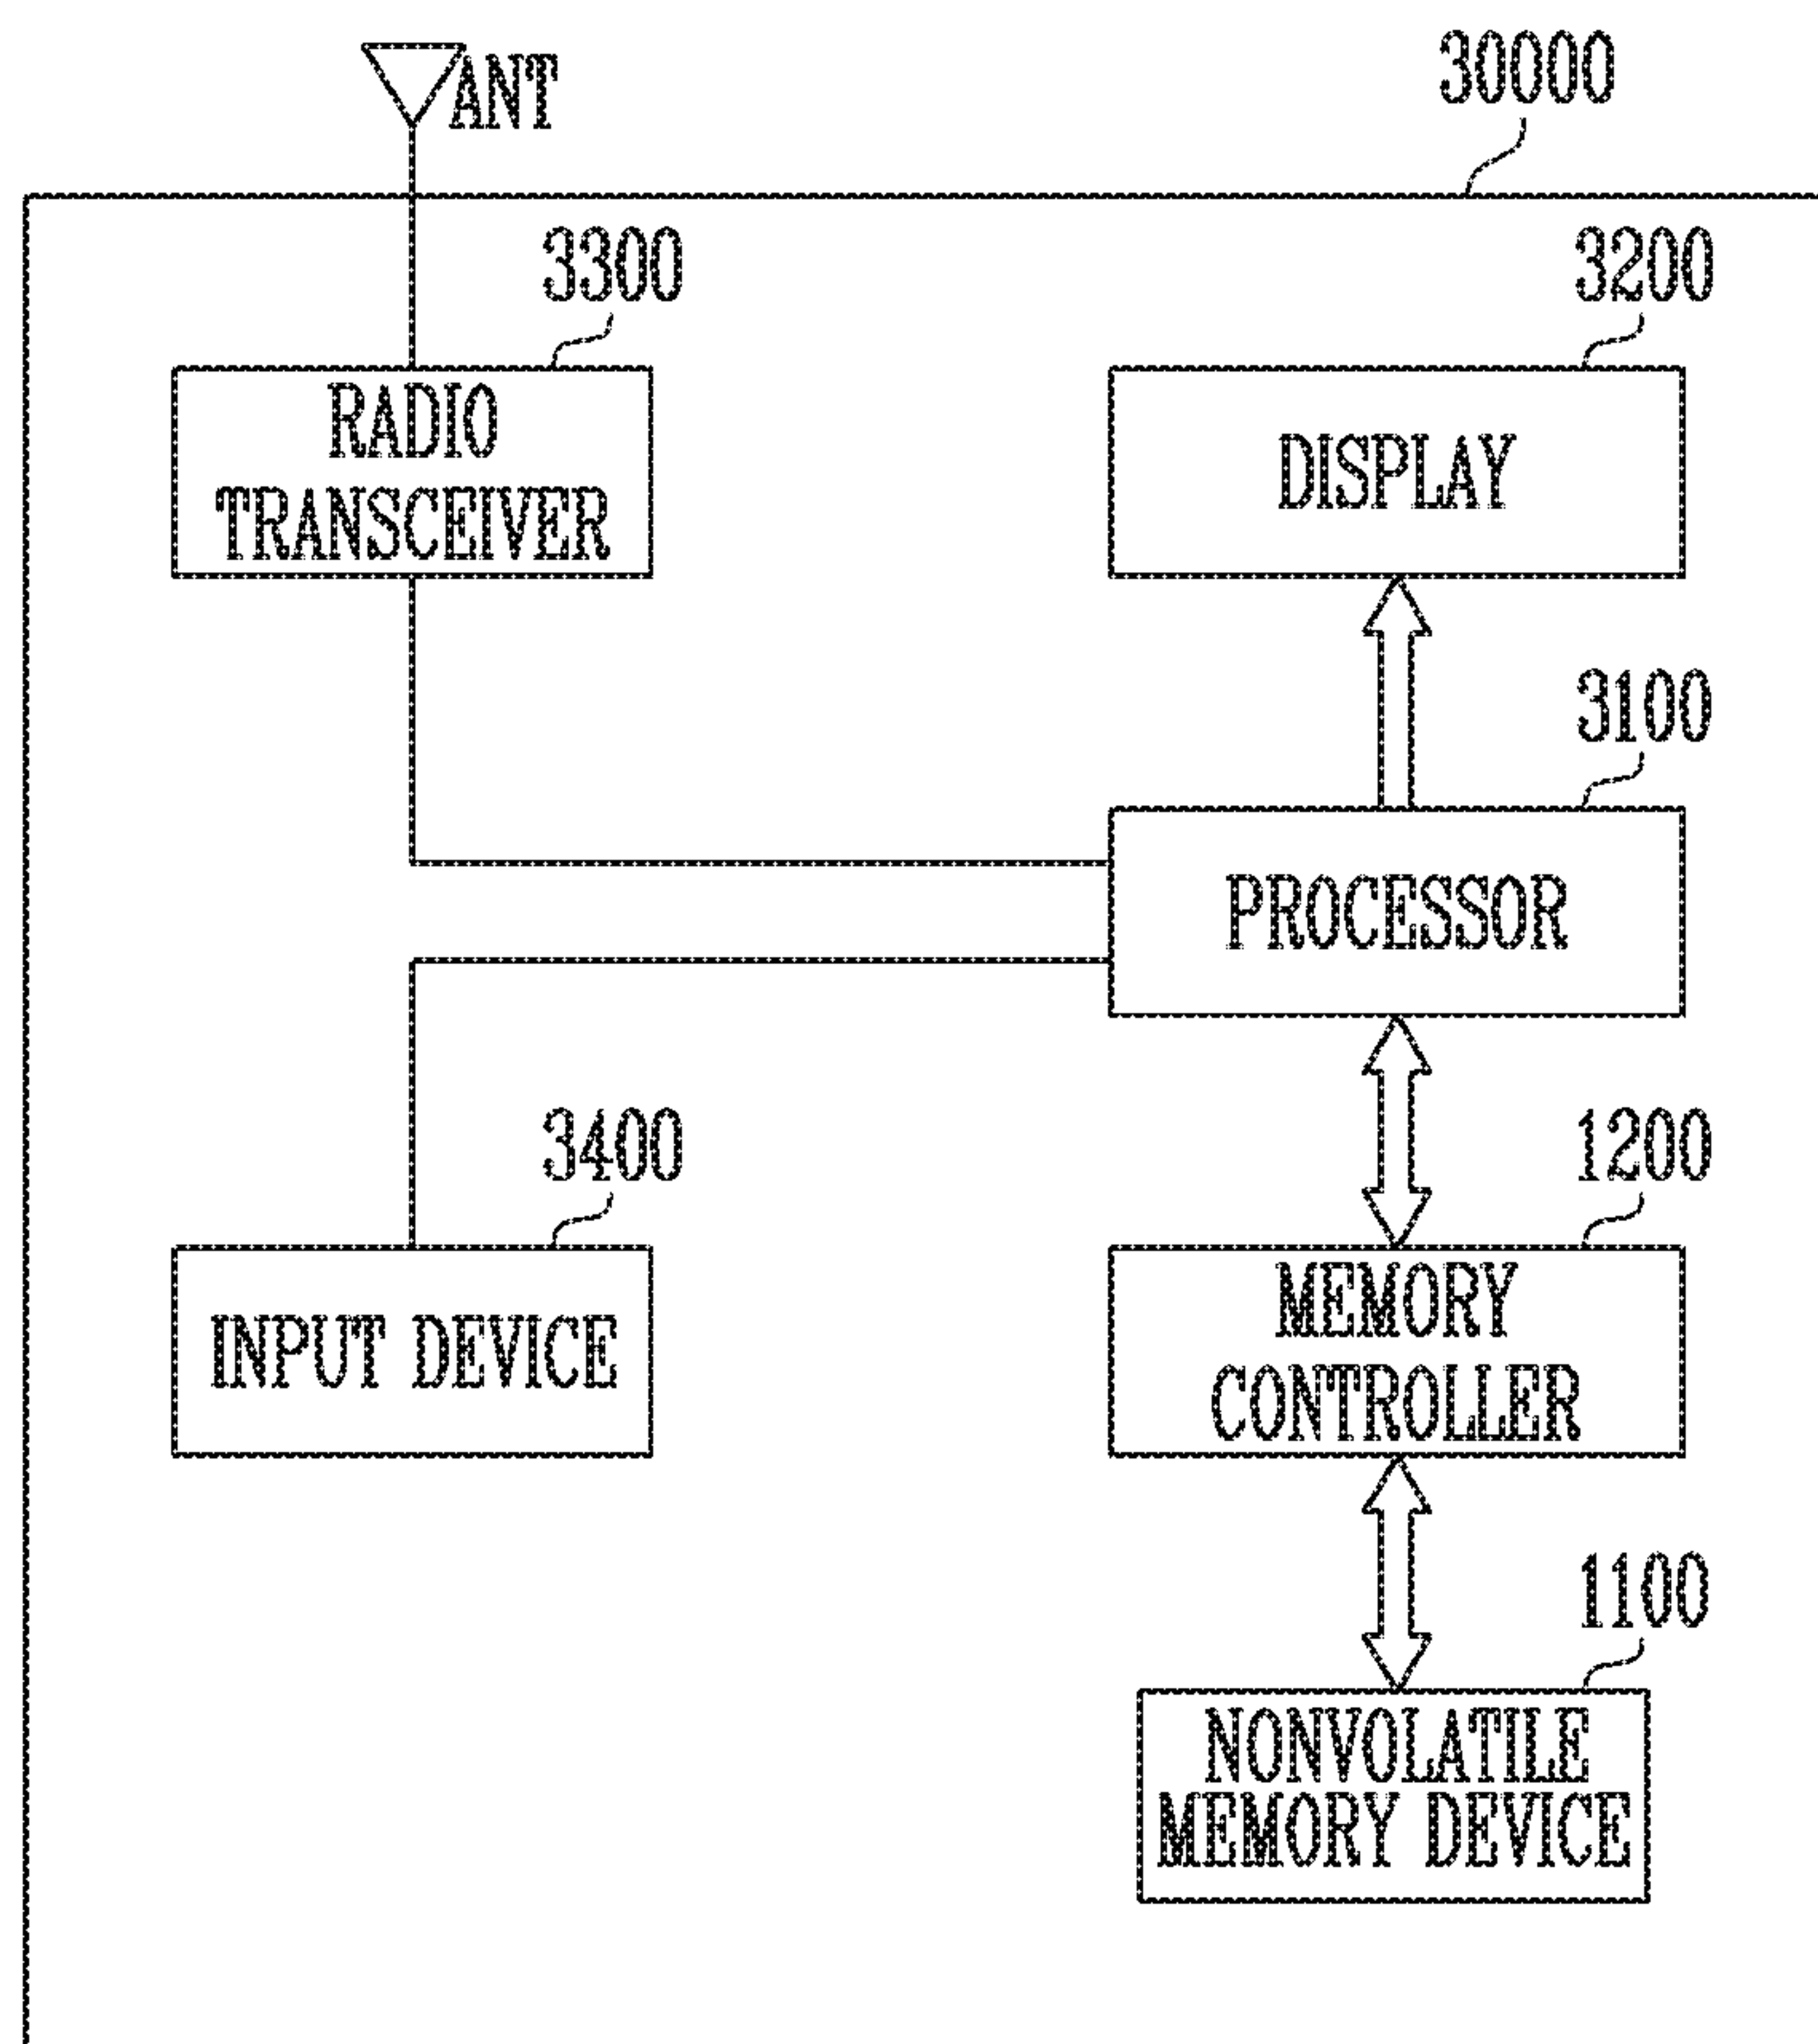 ANT
30000
3300
3200
RADIO
TRANSCEIVER
DISPLAY
3100
PROCESSOR
3400
1200
INPUT DEVICE
MEMORY
CONTROLLER
1100
NONVOLATILE
MEMORY DEVICE